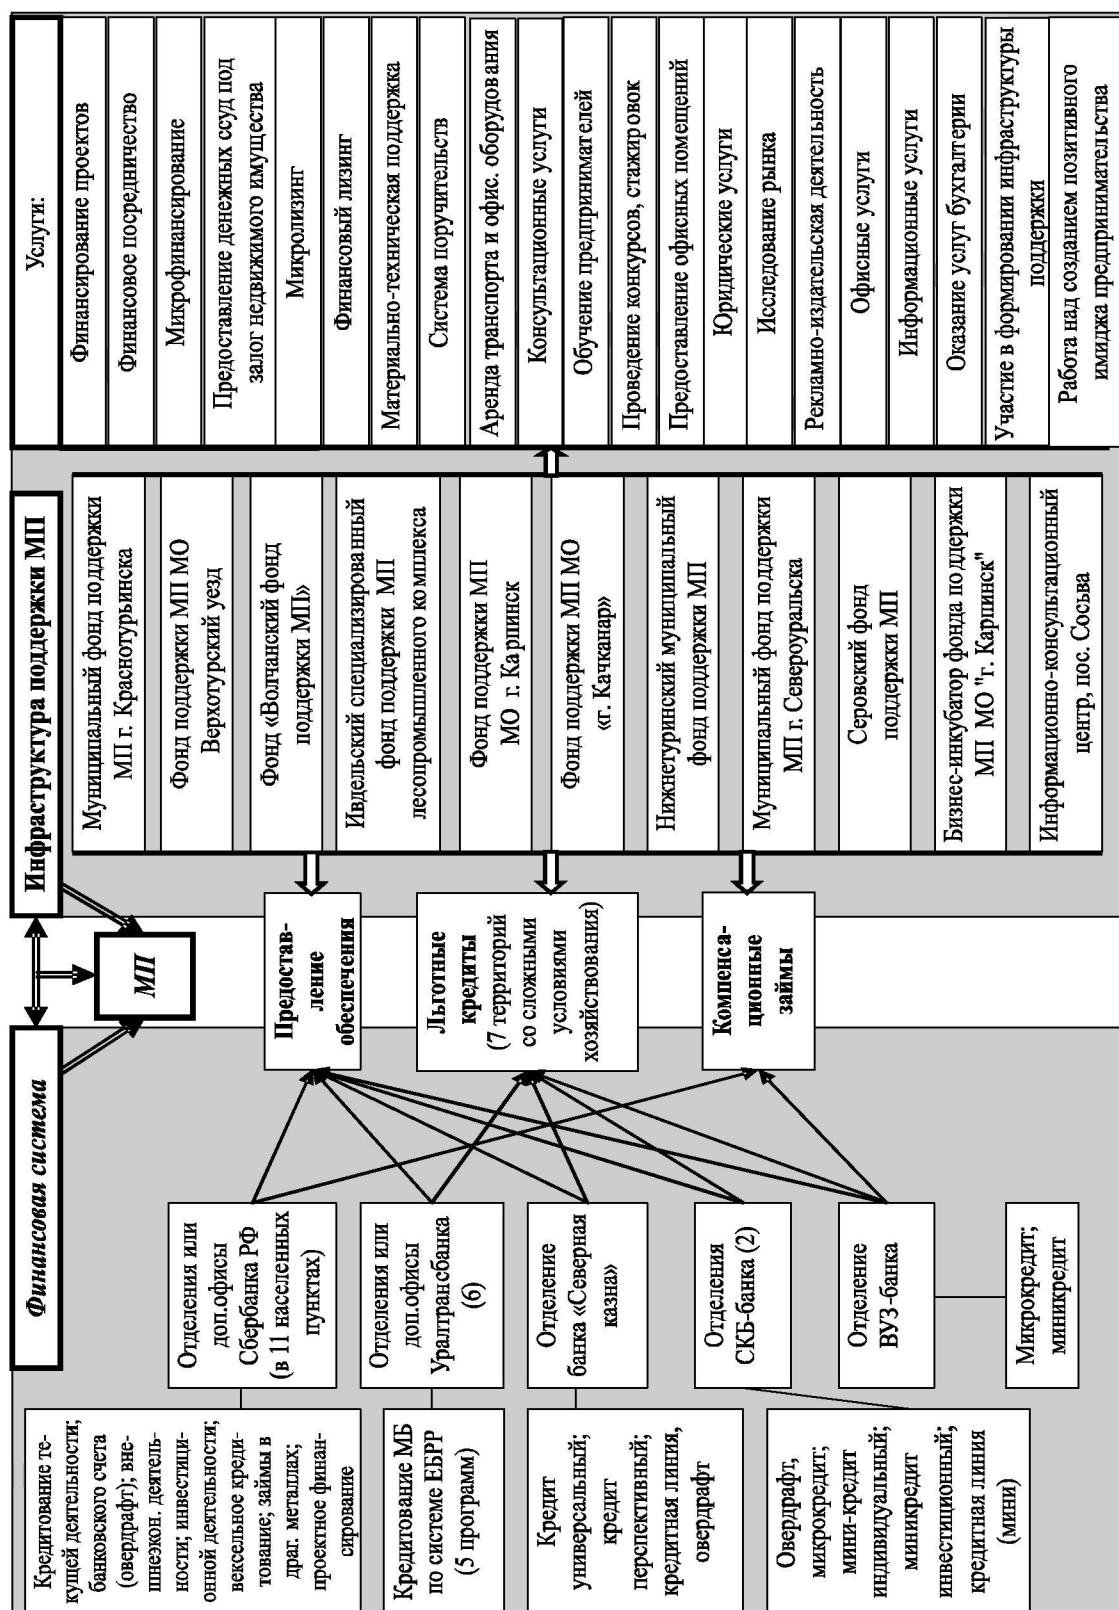 Финансовая система
Инфраструктура поддержки МП
Услуги:
МП
Кредитование те-
кущей деятельности;
банковского счета
(овердрафт); вне-
шнеэкон. деятель-
ности; инвестици-
онной деятельности;
вексельное креди-
тование; займы в
драг. металлах;
проектное финан-
сирование
Кредитование МБ
по системе ЕБРР
(5 программ)
Кредит
универсальный;
кредит
перспективный;
кредитная линия,
овердрафт
Овердрафт,
микрокредит;
мини-кредит
индивидуальный;
миникредит
инвестиционный;
кредитная линия
(мини)
Отделения или
доп.офисы
Сбербанка РФ
(в 11 населенных
пунктах)
Отделения или
доп.офисы
Уралтрансбанка
(6)
Отделение
банка «Северная
казна»
Отделения
СКБ-банка (2)
Отделение
ВУЗ-банка
Микрокредит;
миникредит
Предостав-
ление
обеспечения
Льготные
кредиты
(7 территорий
со сложными
условиями
хозяйствования)
Компенса-
ционные
займы
Муниципальный фонд поддержки
МП г. Краснотурьинска
Фонд поддержки МП МО
Верхотурский уезд
Фонд «Волчанский фонд
поддержки МП»
Ивдельский специализированный
фонд поддержки МП
лесопромышленного комплекса
Фонд поддержки МП
МО г. Карпинск
Фонд поддержки МП МО
«г. Качканар»
Нижнетуринский муниципальный
фонд поддержки МП
Муниципальный фонд поддержки
МП г. Североуральска
Серовский фонд
поддержки МП
Бизнес-инкубатор фонда поддержки
МП МО "г. Карпинск"
Информационно-консультационный
центр, пос. Сосьва
Финансирование проектов
Финансовое посредничество
Микрофинансирование
Предоставление денежных ссуд под
залог недвижимого имущества
Микролизинг
Финансовый лизинг
Материально-техническая поддержка
Система поручительств
Аренда транспорта и офис. оборудования
Консультационные услуги
Обучение предпринимателей
Проведение конкурсов, стажировок
Предоставление офисных помещений
Юридические услуги
Исследование рынка
Рекламно-издательская деятельность
Офисные услуги
Информационные услуги
Оказание услуг бухгалтерии
Участие в формировании инфраструктуры
поддержки
Работа над созданием позитивного
имиджа предпринимательства